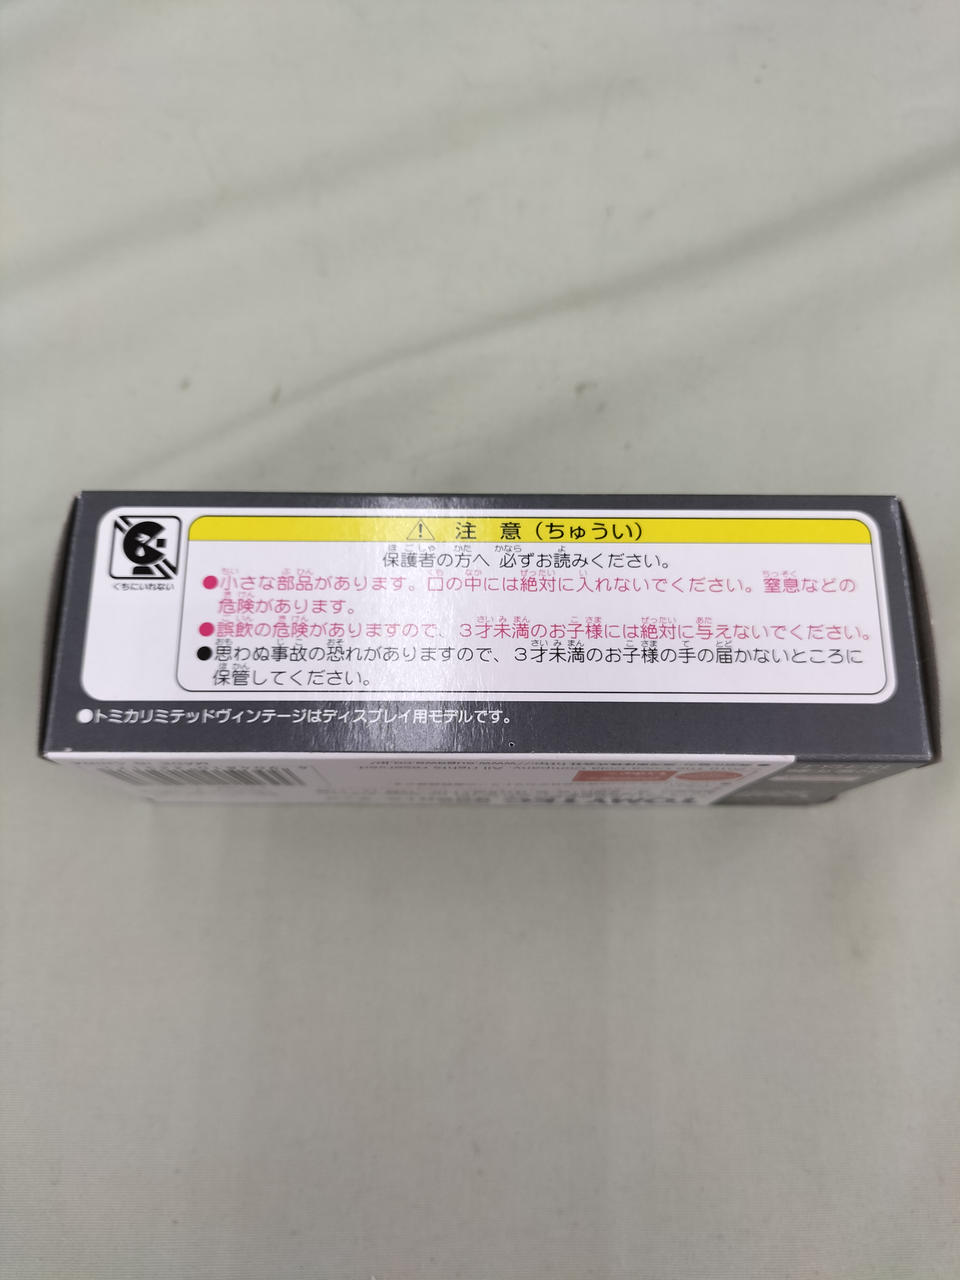 くちにいれない
注 意 (ちゅうい)
保護者の方へ 必ずお読みください。
●小さな部品があります。口の中には絶対に入れないでください。窒息などの
危険があります。
●誤飲の危険がありますので、3才未満のお子様には絶対に与えないでください。
●思わぬ事故の恐れがありますので、3才未満のお子様の手の届かないところに
保管してください。
●トミカリミテッドヴィンテージはディスプレイ用モデルです。
TOMYTEC